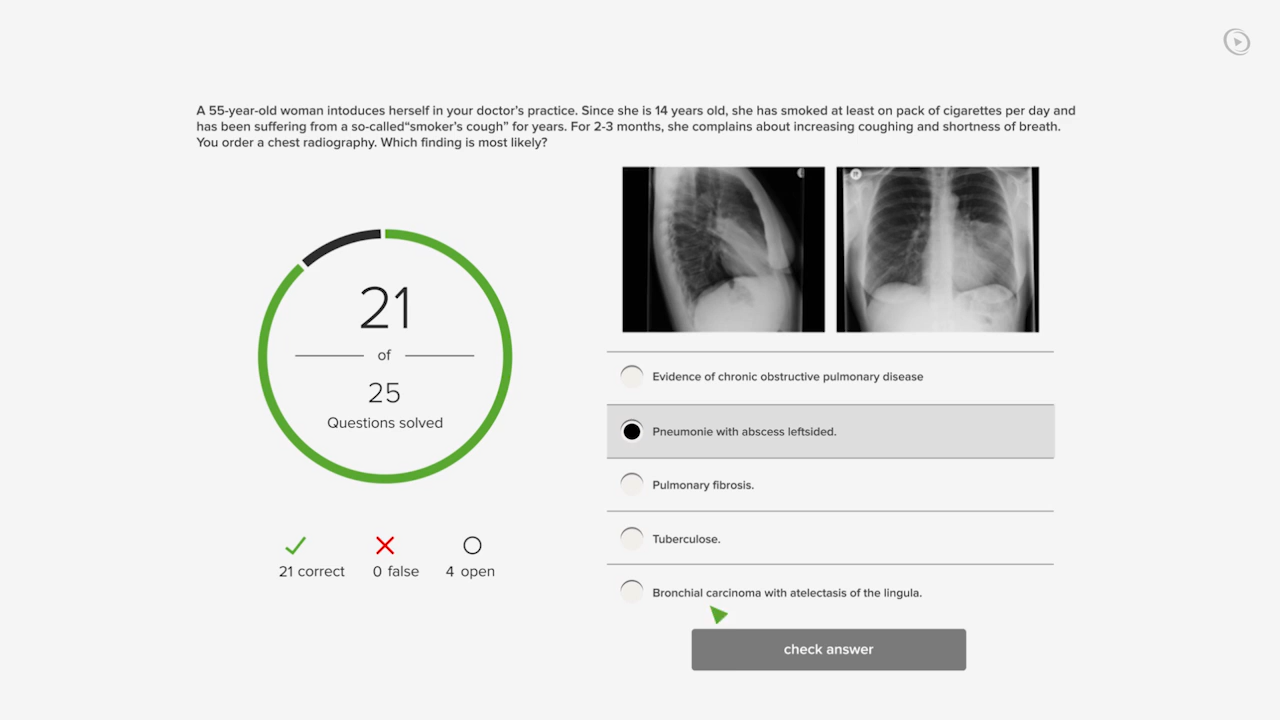 A 55-year-old woman intoduces herself in your doctor's practice. Since she is 14 years old, she has smoked at least on pack of cigarettes per day and
has been suffering from a so-called“smoker's cough” for years. For 2-3 months, she complains about increasing coughing and shortness of breath.
You order a chest radiography. Which finding is most likely?
21
of
25
Questions solved
21 correct
0 false
4 open
Evidence of chronic obstructive pulmonary disease
Pneumonie with abscess leftsided.
Pulmonary fibrosis.
Tuberculose.
Bronchial carcinoma with atelectasis of the lingula.
check answer